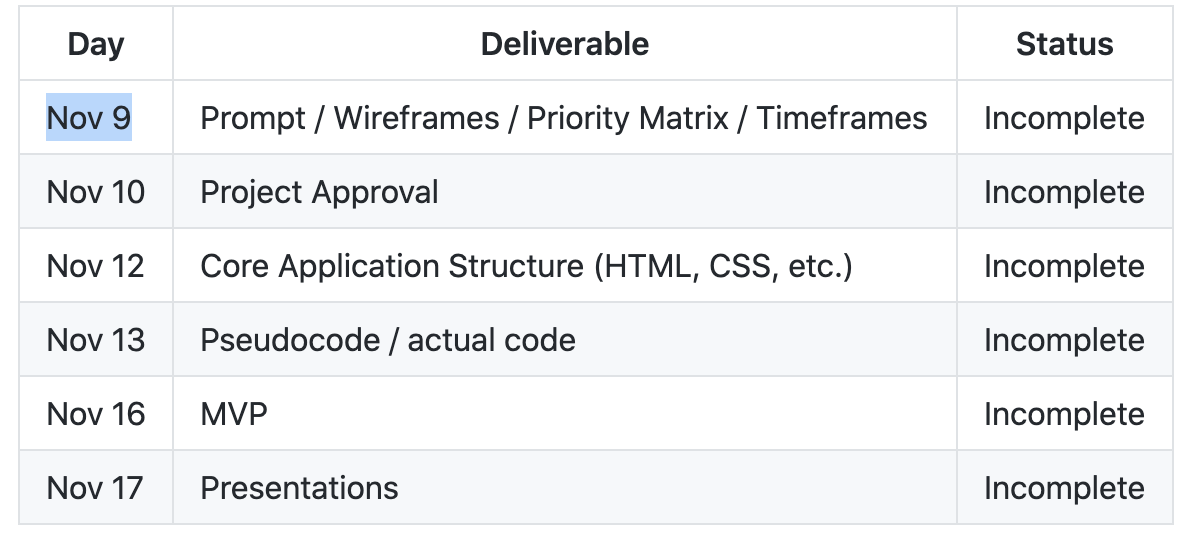 Day Deliverable Status
Nov 9 Prompt / Wireframes / Priority Matrix / Timeframes Incomplete
Nov 10 Project Approval Incomplete
Nov 12 Core Application Structure (HTML, CSS, etc.) Incomplete
Nov 13 Pseudocode / actual code Incomplete
Nov 16 MVP Incomplete
Nov 17 Presentations Incomplete